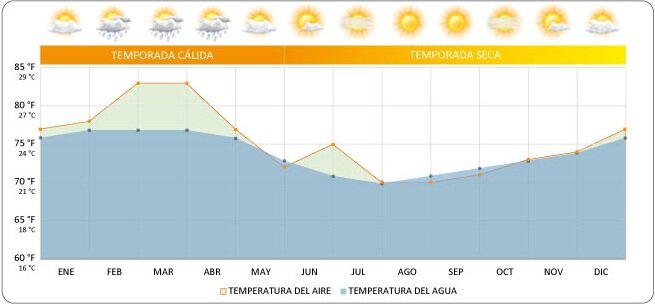 TEMPORADA CÁLIDA TEMPORADA SECA
85 °F
29 °C
80 °F
27 °C
75 °F
24 °C
70 °F
21 °C
65 °F
18 °C
60 °F
16 °C
ENE FEB MAR ABR MAY JUN JUL AGO SEP OCT NOV DIC
TEMPERATURA DEL AIRE TEMPERATURA DEL AGUA